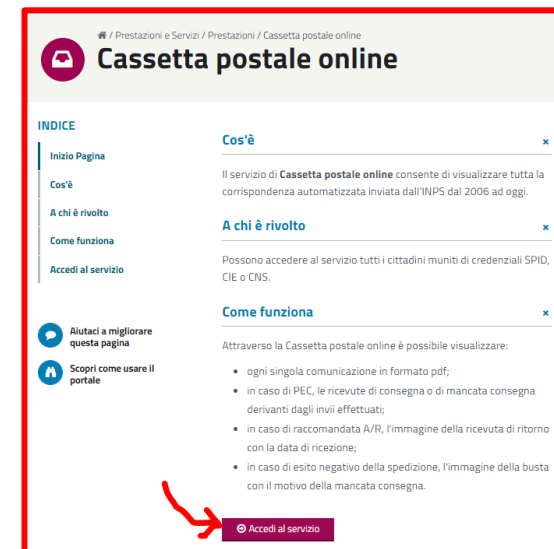 / Prestazioni e Servizi / Prestazioni / Cassetta postale online
Cassetta postale online
INDICE
Inizio Pagina
Cos'è
A chi è rivolto
Come funziona
Accedi al servizio
Aiutaci a migliorare
questa pagina
Scopri come usare il
portale
Cos'è
Il servizio di Cassetta postale online consente di visualizzare tutta la
corrispondenza automatizzata inviata dall'INPS dal 2006 ad oggi.
A chi è rivolto
Possono accedere al servizio tutti i cittadini muniti di credenziali SPID,
CIE o CNS.
Come funziona
Attraverso la Cassetta postale online è possibile visualizzare:
• ogni singola comunicazione in formato pdf;
• in caso di PEC, le ricevute di consegna o di mancata consegna
derivanti dagli invii effettuati;
• in caso di raccomandata A/R, l'immagine della ricevuta di ritorno
con la data di ricezione;
• in caso di esito negativo della spedizione, l'immagine della busta
con il motivo della mancata consegna.
Accedi al servizio